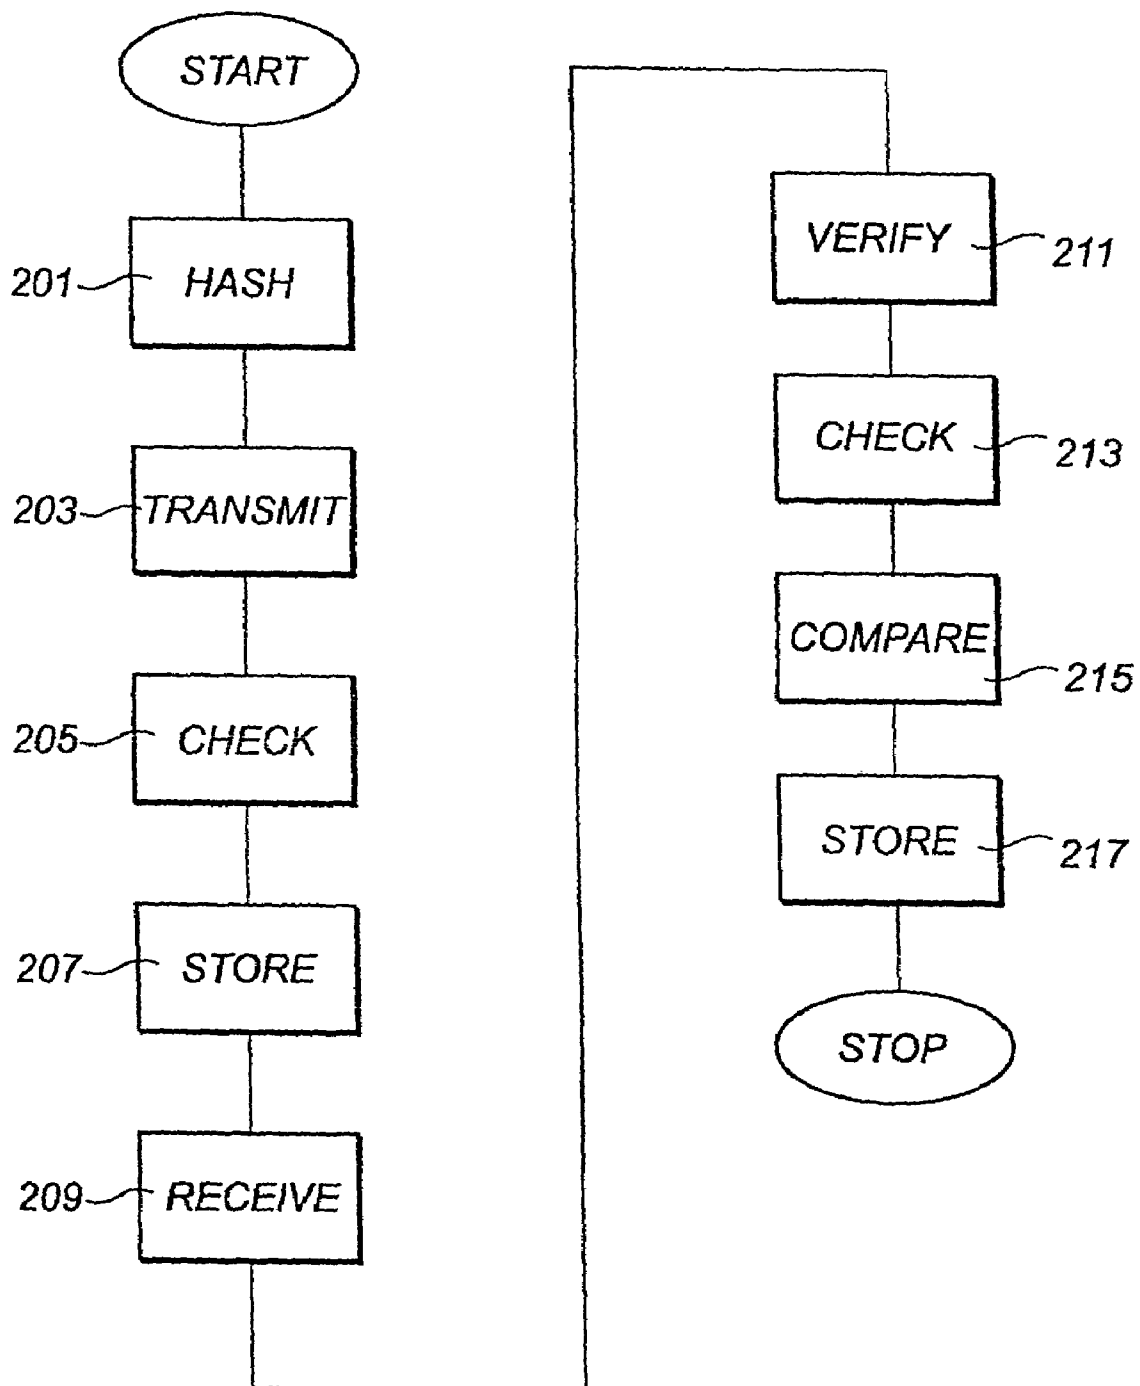 START
201 HASH
203 TRANSMIT
205 CHECK
207 STORE
209 RECEIVE
VERIFY 211
CHECK 213
COMPARE 215
STORE 217
STOP